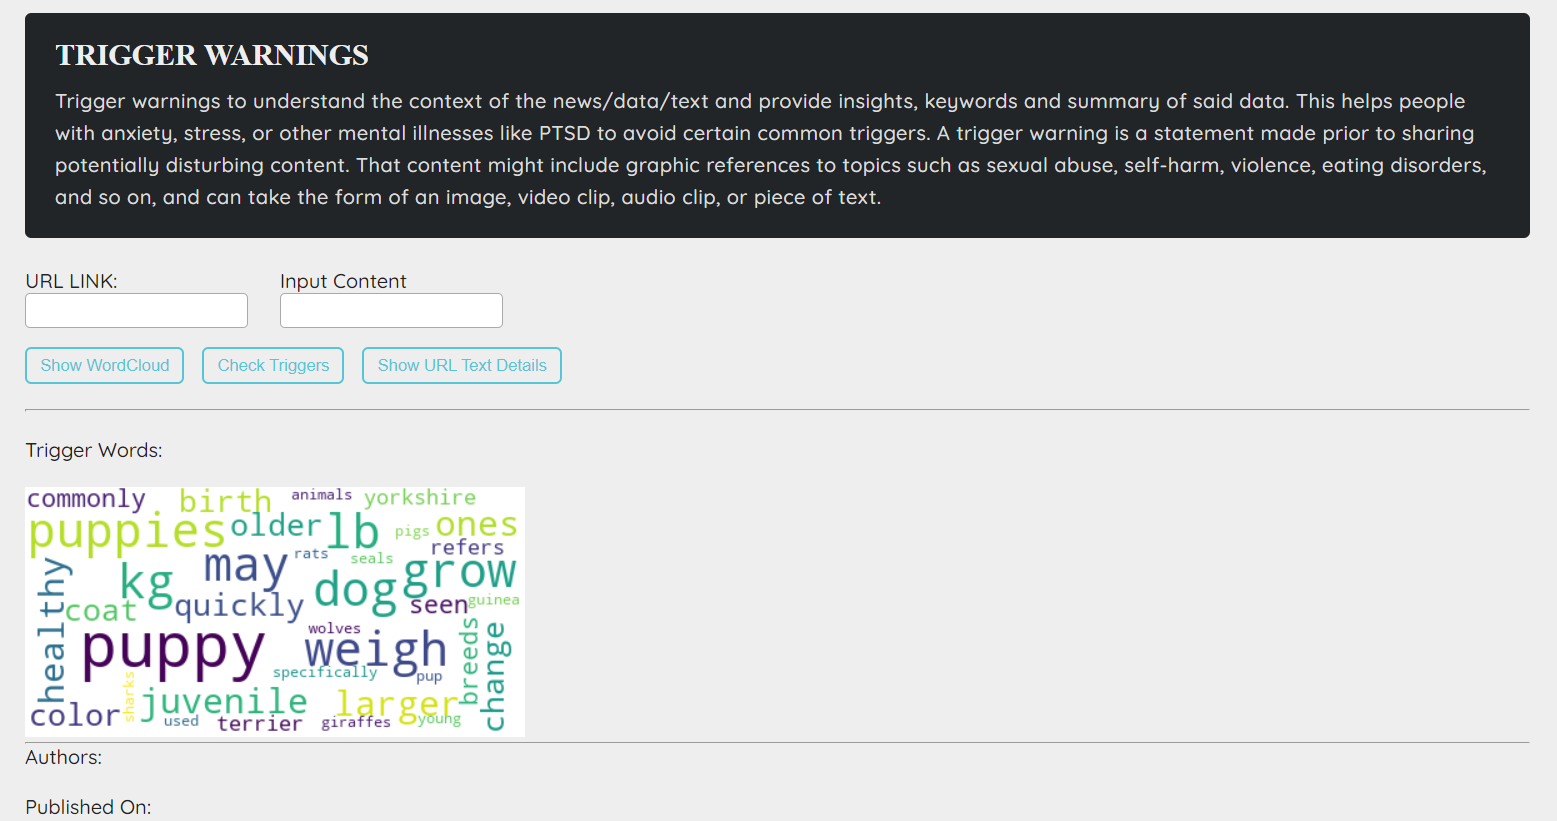 TRIGGER WARNINGS
Trigger warnings to understand the context of the news/data/text and provide insights, keywords and summary of said data. This helps people
with anxiety, stress, or other mental illnesses like PTSD to avoid certain common triggers. A trigger warning is a statement made prior to sharing
potentially disturbing content. That content might include graphic references to topics such as sexual abuse, self-harm, violence, eating disorders,
and so on, and can take the form of an image, video clip, audio clip, or piece of text.
URL LINK:
Input Content
Show WordCloud
Check Triggers
Show URL Text Details
Trigger Words:
commonly
birth
animals
yorkshire
puppies
older
lb
pigs
ones
refers
may
rats
seals
grow
healthy
kg
dog
coat
quickly
seen
guinea
puppy
wolves
weigh
specifically
pup
breeds
change
sharks
juvenile
larger
color
used
terrier
giraffes
young
Authors:
Published On: